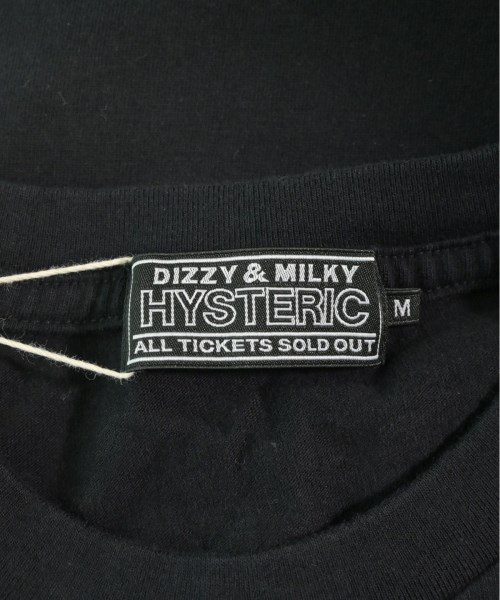 DIZZY & MILKY
HYSTERIC
ALL TICKETS SOLD OUT
M